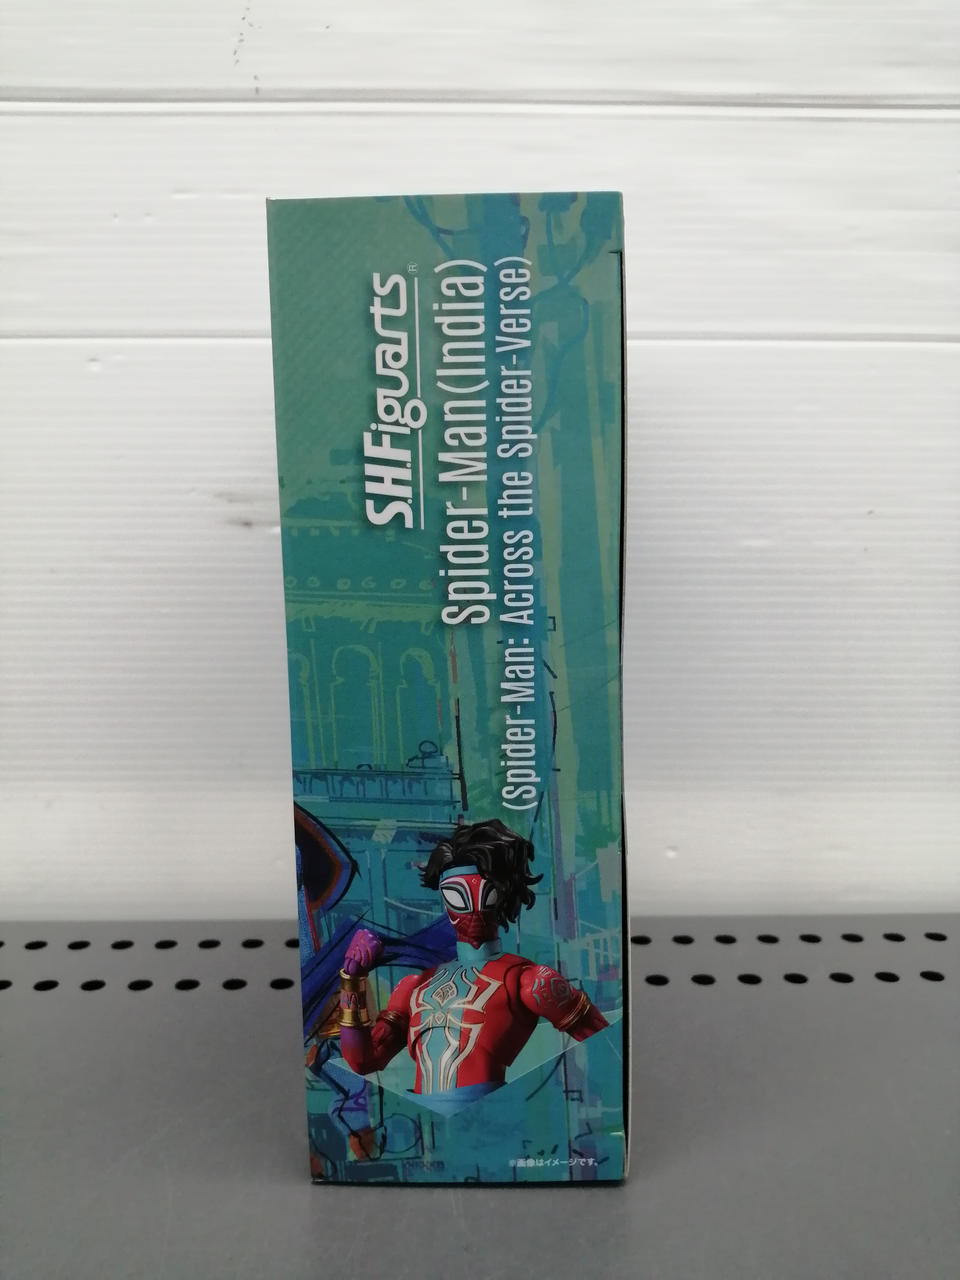 S.H.Figuarts®
Spider-Man(India)
(Spider-Man: Across the Spider-Verse)
※画像はイメージです。